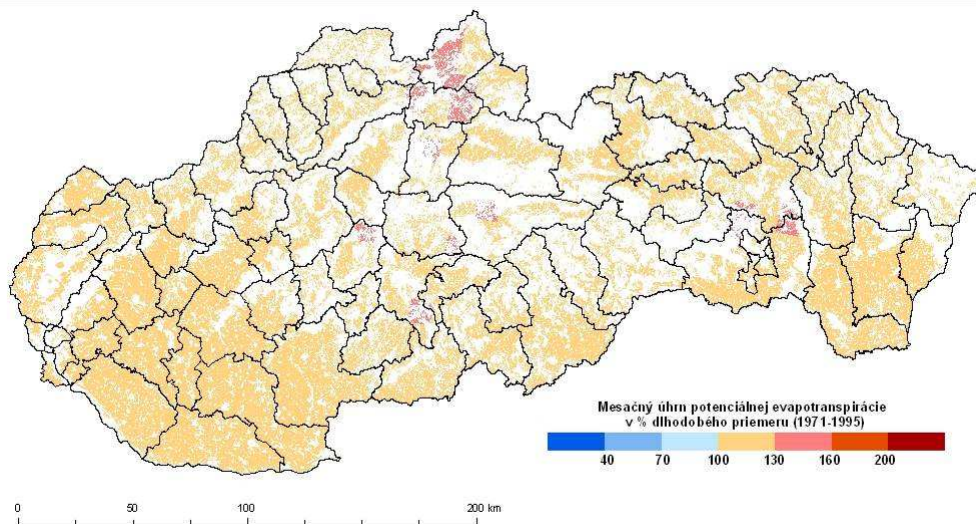 Mesačný úhrn potenciálnej evapotranspirácie
v % dlhodobého priemeru (1971-1995)
40 70 100 130 160 200
0 50 100 200 km